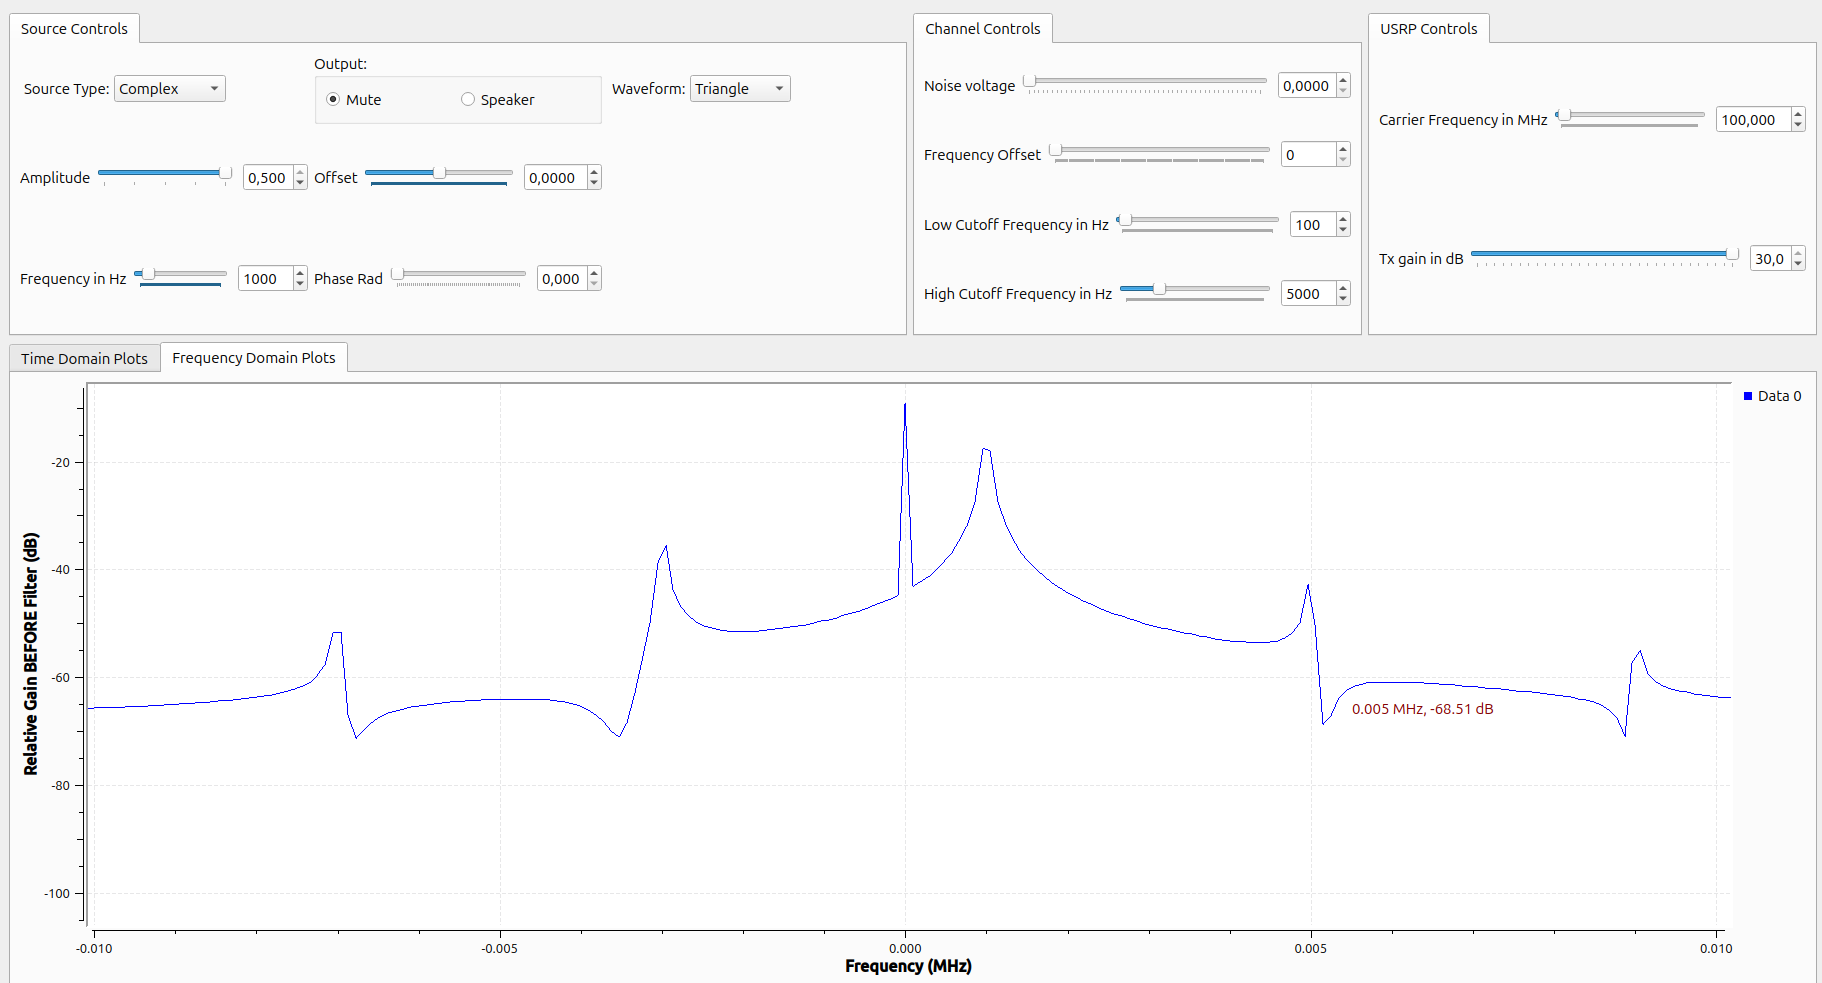 Source Controls
Source Type: Complex
Output:
Mute
Speaker
Waveform: Triangle
Amplitude 0,500
Offset 0,0000
Frequency in Hz 1000
Phase Rad 0,000
Channel Controls
Noise voltage 0,0000
Frequency Offset 0
Low Cutoff Frequency in Hz 100
High Cutoff Frequency in Hz 5000
USRP Controls
Carrier Frequency in MHz 100,000
Tx gain in dB 30,0
Time Domain Plots
Frequency Domain Plots
Data 0
Relative Gain BEFORE Filter (dB)
-20
-40
-60
-80
-100
0.005 MHz, -68.51 dB
-0.010
-0.005
0.000
0.005
0.010
Frequency (MHz)